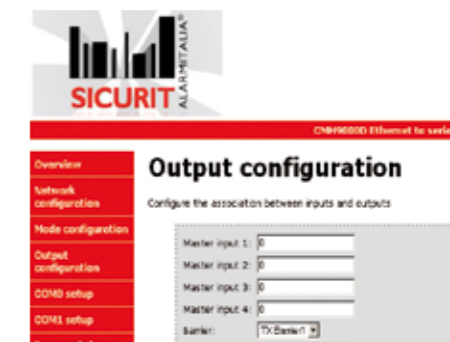 SICURIT
ALARMITALIA
CMH9000D Ethernet to serie
Overview
Network
configuration
Mode configuration
Output
configuration
COM0 setup
COM1 setup
Output configuration
Configure the association between inputs and outputs
Master input 1: 0
Master input 2: 0
Master input 3: 0
Master input 4: 0
Barrier: TX Barrier1